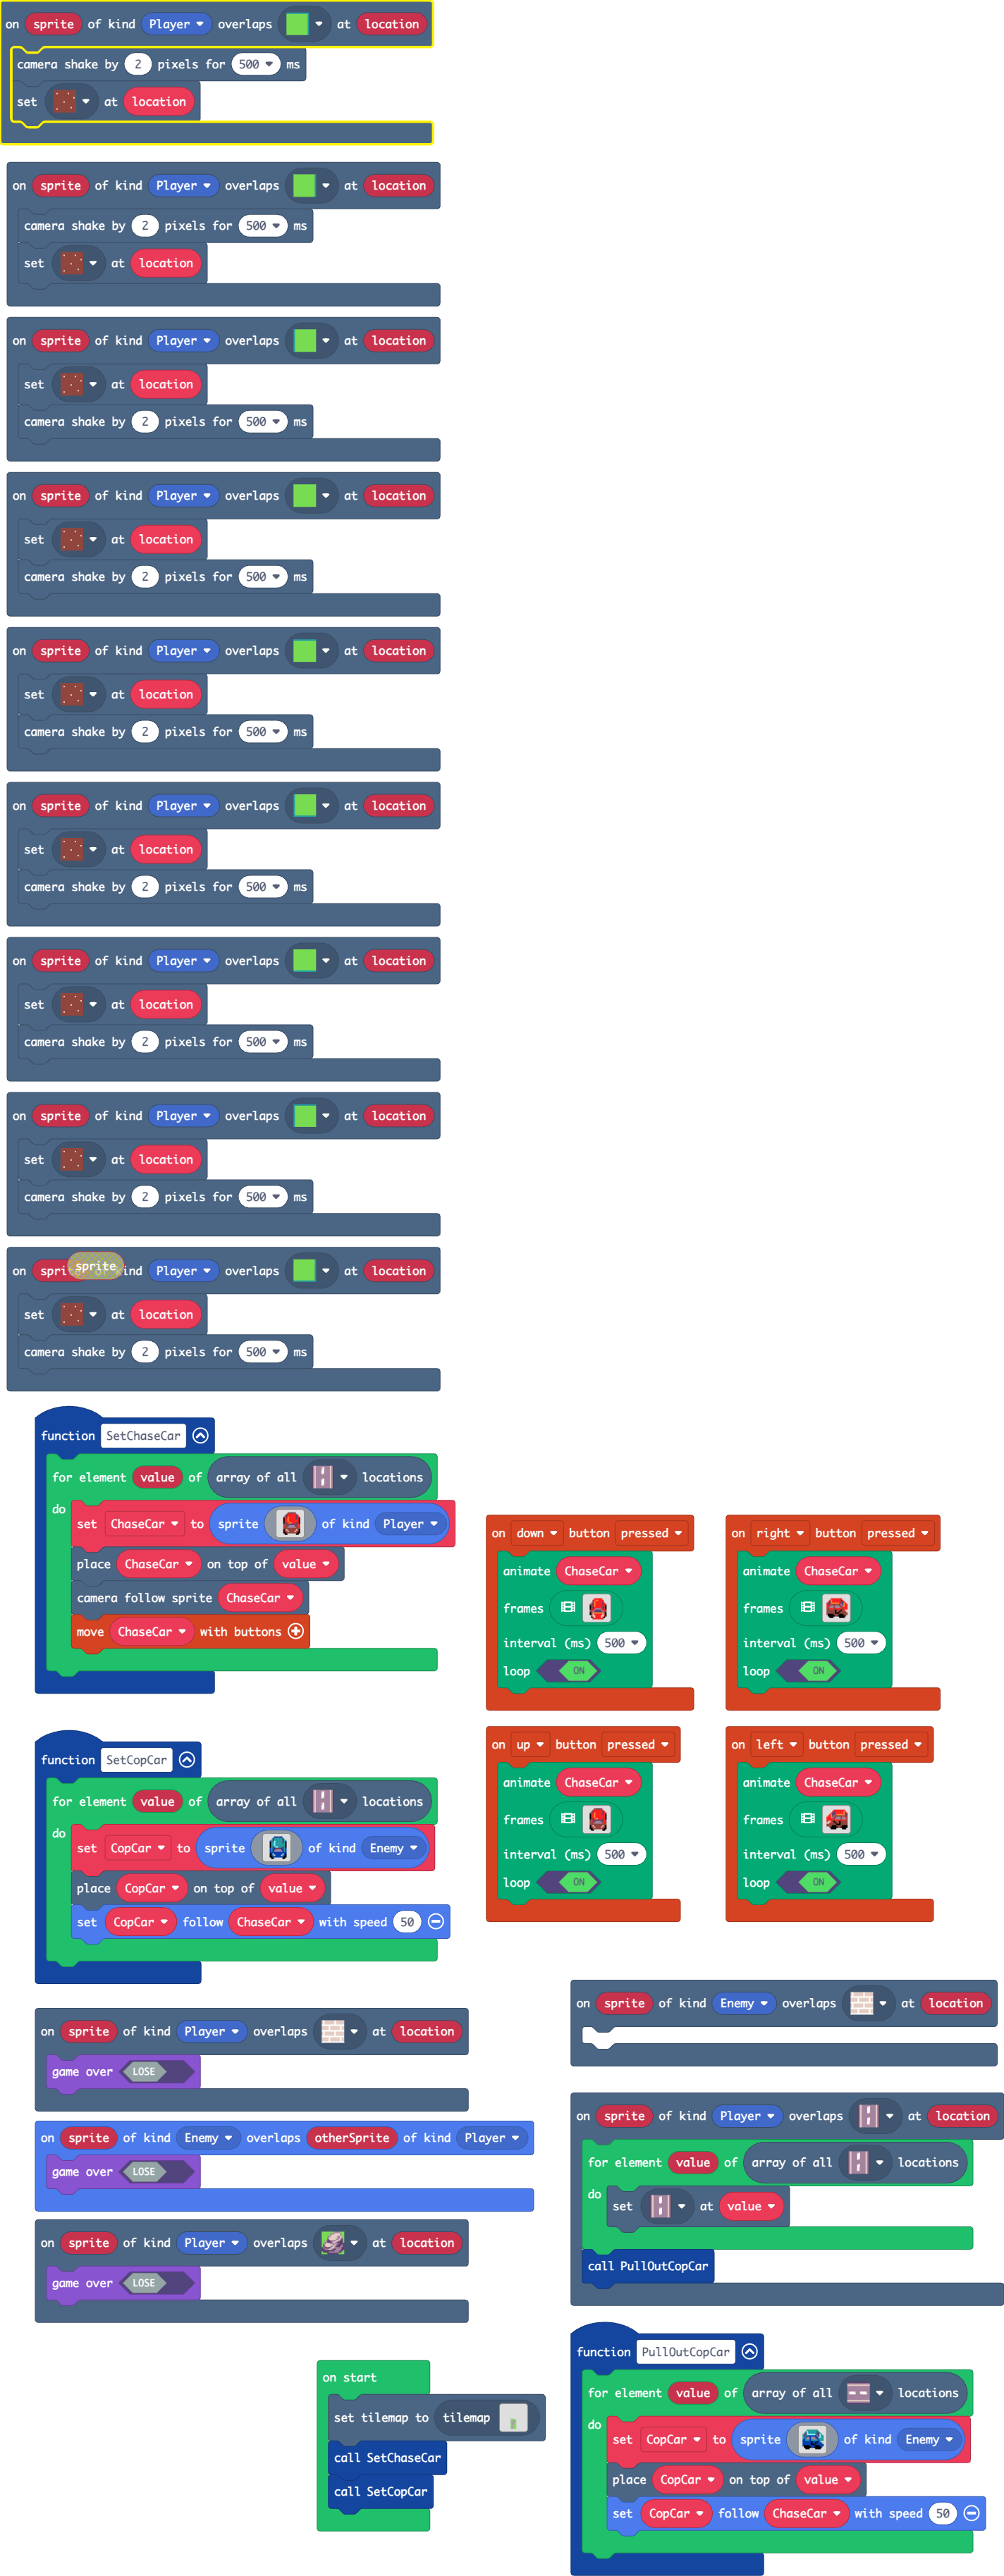 on sprite of kind Player overlaps at location
camera shake by 2 pixels for 500 ms
set at location
on sprite of kind Player overlaps at location
camera shake by 2 pixels for 500 ms
set at location
on sprite of kind Player overlaps at location
set at location
camera shake by 2 pixels for 500 ms
on sprite of kind Player overlaps at location
set at location
camera shake by 2 pixels for 500 ms
on sprite of kind Player overlaps at location
set at location
camera shake by 2 pixels for 500 ms
on sprite of kind Player overlaps at location
set at location
camera shake by 2 pixels for 500 ms
on sprite of kind Player overlaps at location
set at location
camera shake by 2 pixels for 500 ms
on sprite of kind Player overlaps at location
set at location
camera shake by 2 pixels for 500 ms
sprite
on kind Player overlaps at location
set at location
camera shake by 2 pixels for 500 ms
function SetChaseCar
for element value of array of all locations
do
set ChaseCar to sprite of kind Player
place ChaseCar on top of value
camera follow sprite ChaseCar
move ChaseCar with buttons
on down button pressed
animate ChaseCar
frames
interval (ms) 500
loop ON
on right button pressed
animate ChaseCar
frames
interval (ms) 500
loop ON
function SetCopCar
for element value of array of all locations
do
set CopCar to sprite of kind Enemy
place CopCar on top of value
set CopCar follow ChaseCar with speed 50
on up button pressed
animate ChaseCar
frames
interval (ms) 500
loop ON
on left button pressed
animate ChaseCar
frames
interval (ms) 500
loop ON
on sprite of kind Player overlaps at location
game over LOSE
on sprite of kind Enemy overlaps otherSprite of kind Player
game over LOSE
on sprite of kind Player overlaps at location
game over LOSE
on sprite of kind Enemy overlaps at location
on sprite of kind Player overlaps at location
for element value of array of all locations
do
set at value
call PullOutCopCar
on start
set tilemap to tilemap
call SetChaseCar
call SetCopCar
function PullOutCopCar
for element value of array of all locations
do
set CopCar to sprite of kind Enemy
place CopCar on top of value
set CopCar follow ChaseCar with speed 50